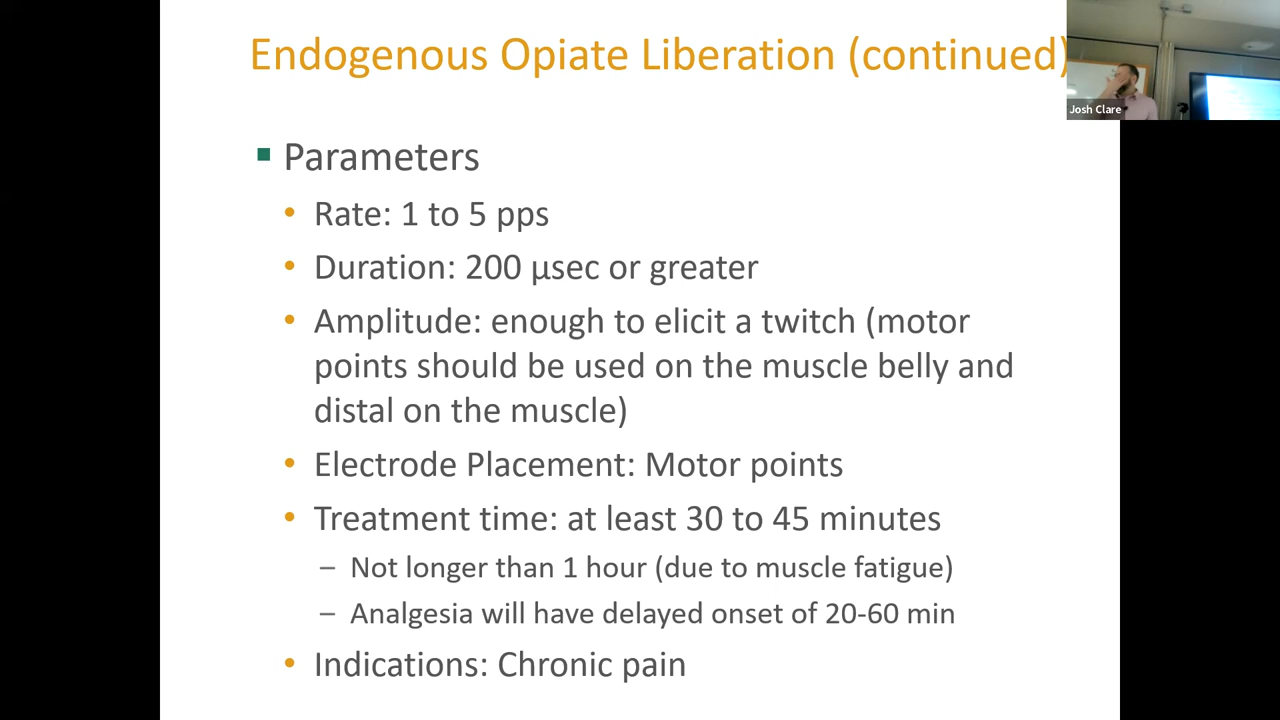 Endogenous Opiate Liberation (continued)
Josh Clare
▪ Parameters
• Rate: 1 to 5 pps
• Duration: 200 µsec or greater
• Amplitude: enough to elicit a twitch (motor
points should be used on the muscle belly and
distal on the muscle)
• Electrode Placement: Motor points
• Treatment time: at least 30 to 45 minutes
– Not longer than 1 hour (due to muscle fatigue)
– Analgesia will have delayed onset of 20-60 min
• Indications: Chronic pain